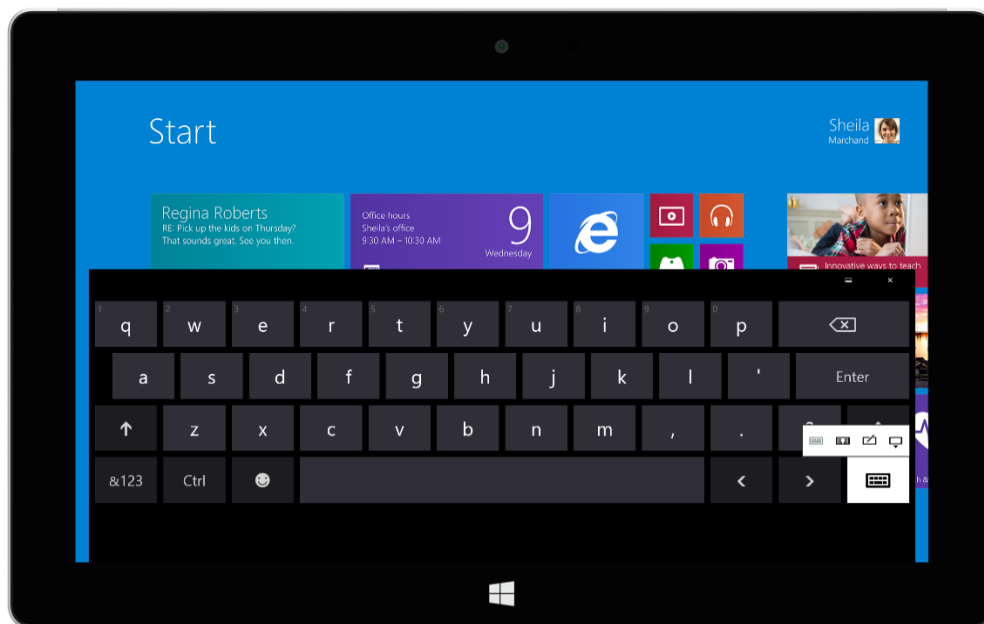 Start
Sheila
Marchand
Regina Roberts
RE: Pick up the kids on Thursday?
That sounds great. See you then.
Office hours
Sheila's office
9:30 AM – 10:30 AM
9
Wednesday
Innovative ways to teach
1 2 3 4 5 6 7 8 9 0
q w e r t y u i o p
a s d f g h j k l ' Enter
z x c v b n m , .
&123 Ctrl < >